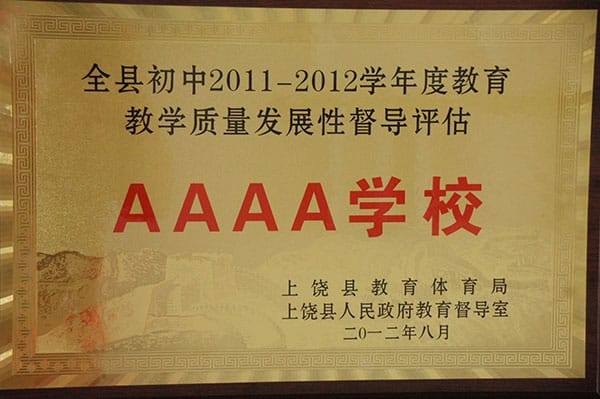 全县初中2011-2012学年度教育
教学质量发展性督导评估
AAAA学校
上饶县教育体育局
上饶县人民政府教育督导室
二O一二年八月